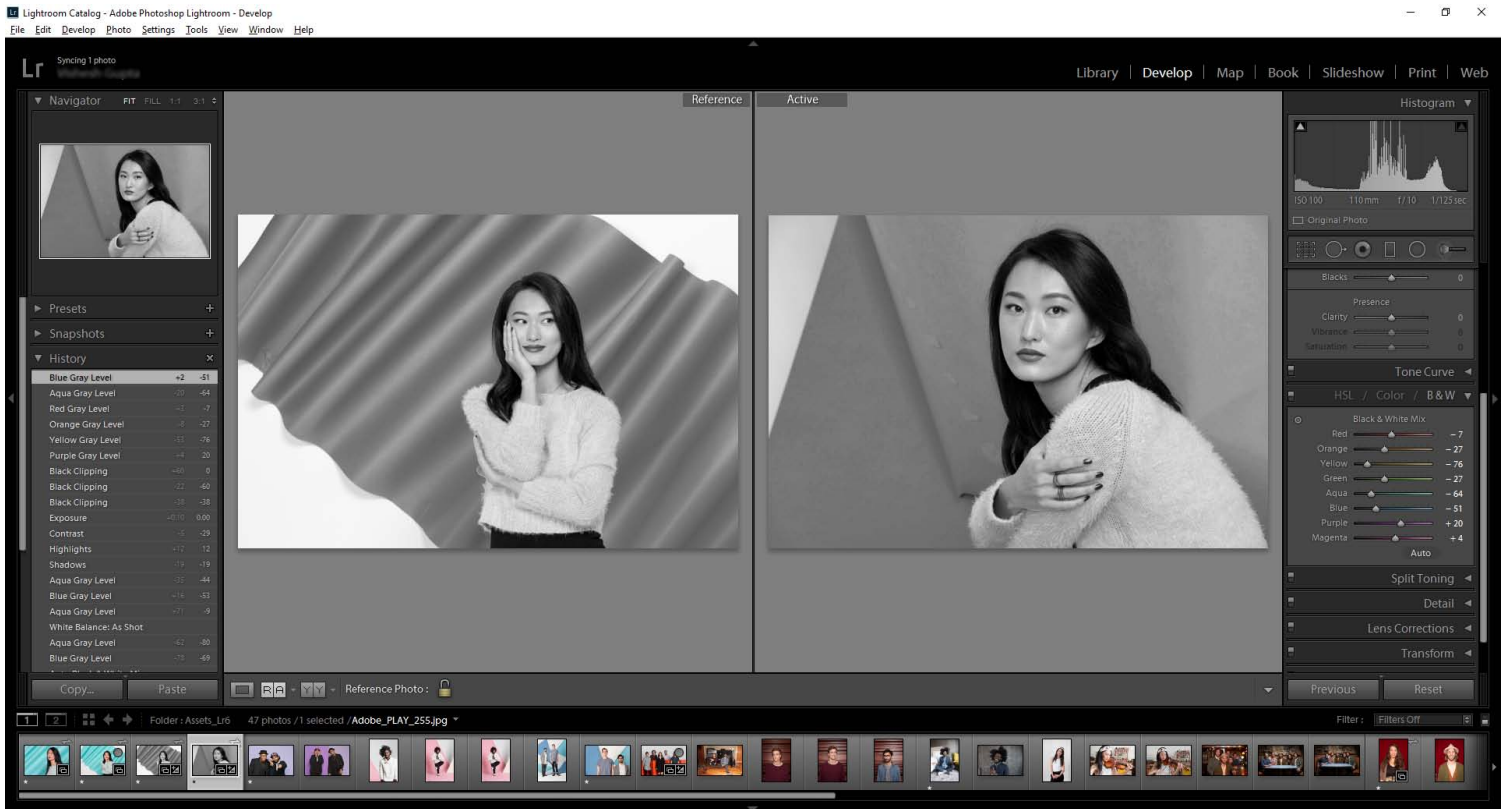 Lightroom Catalog - Adobe Photoshop Lightroom - Develop
File Edit Develop Photo Settings Tools View Window Help
Lr Syncing 1 photo
Library | Develop | Map | Book | Slideshow | Print | Web
Navigator FIT FILL 1:1 3:1
Presets
Snapshots
History
Blue Gray Level +2 -51
Aqua Gray Level -64
Red Gray Level -7
Orange Gray Level -27
Yellow Gray Level -76
Purple Gray Level 20
Black Clipping 0
Black Clipping -60
Black Clipping -38
Exposure 0.00
Contrast -29
Highlights 12
Shadows -19
Aqua Gray Level -44
Blue Gray Level -53
Aqua Gray Level -9
White Balance: As Shot
Aqua Gray Level -80
Blue Gray Level -69
Copy... Paste
Reference Active
R A Y Y Reference Photo :
Histogram
ISO 100 110 mm f / 10 1/125 sec
Original Photo
Blacks 0
Presence
Clarity 0
Vibrance 0
Saturation 0
Tone Curve
HSL / Color / B & W
Black & White Mix
Red - 7
Orange - 27
Yellow - 76
Green - 27
Aqua - 64
Blue - 51
Purple + 20
Magenta + 4
Auto
Split Toning
Detail
Lens Corrections
Transform
Previous Reset
1 2 Folder : Assets_Lr6 47 photos / 1 selected / Adobe_PLAY_255.jpg Filter : Filters Off